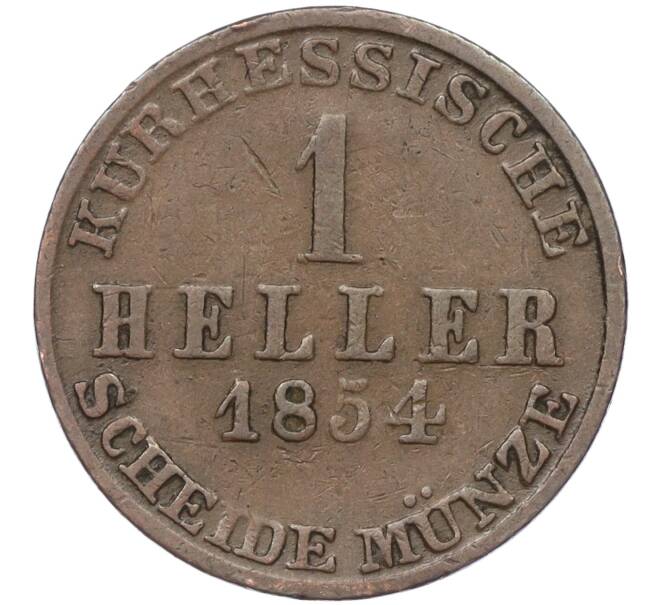 KURHESSISCHE
1
HELLER
1854
SCHEIDE MÜNZE